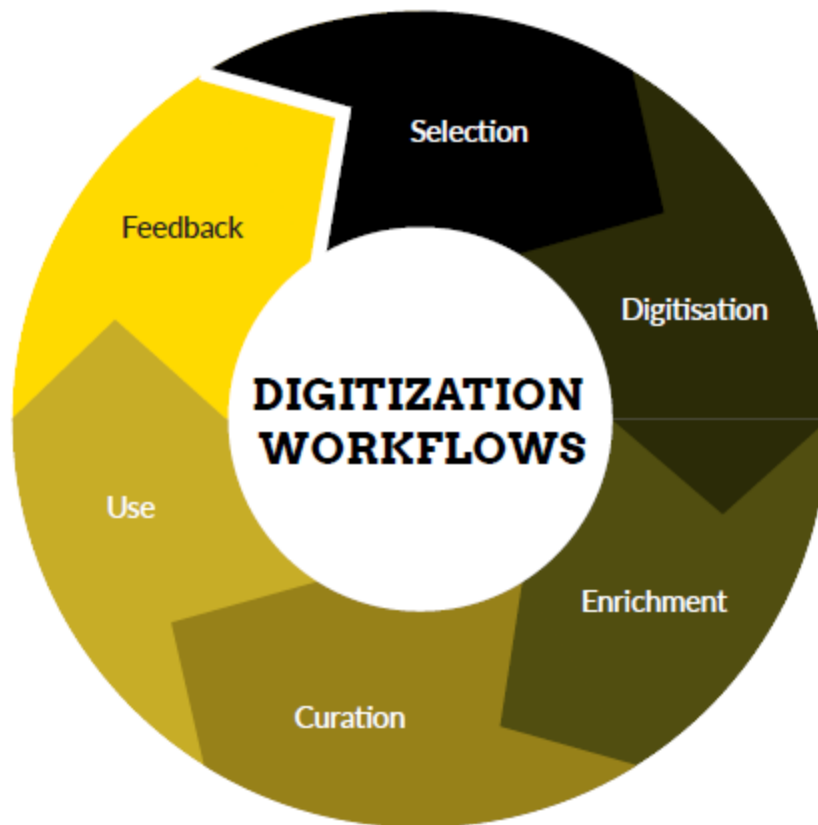 Selection
Digitisation
Enrichment
Curation
Use
Feedback
DIGITIZATION
WORKFLOWS